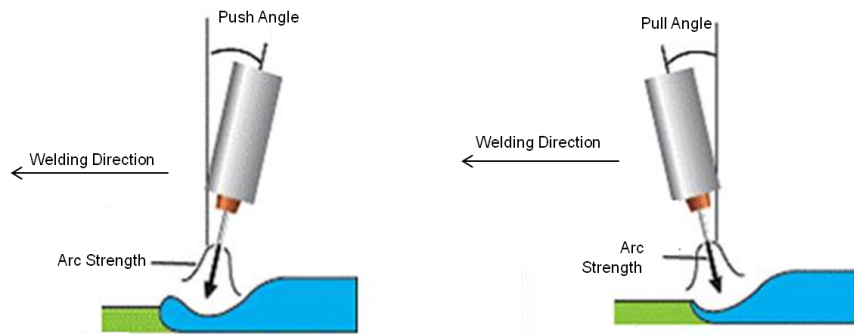 Push Angle
Welding Direction
Arc Strength
Pull Angle
Welding Direction
Arc
Strength